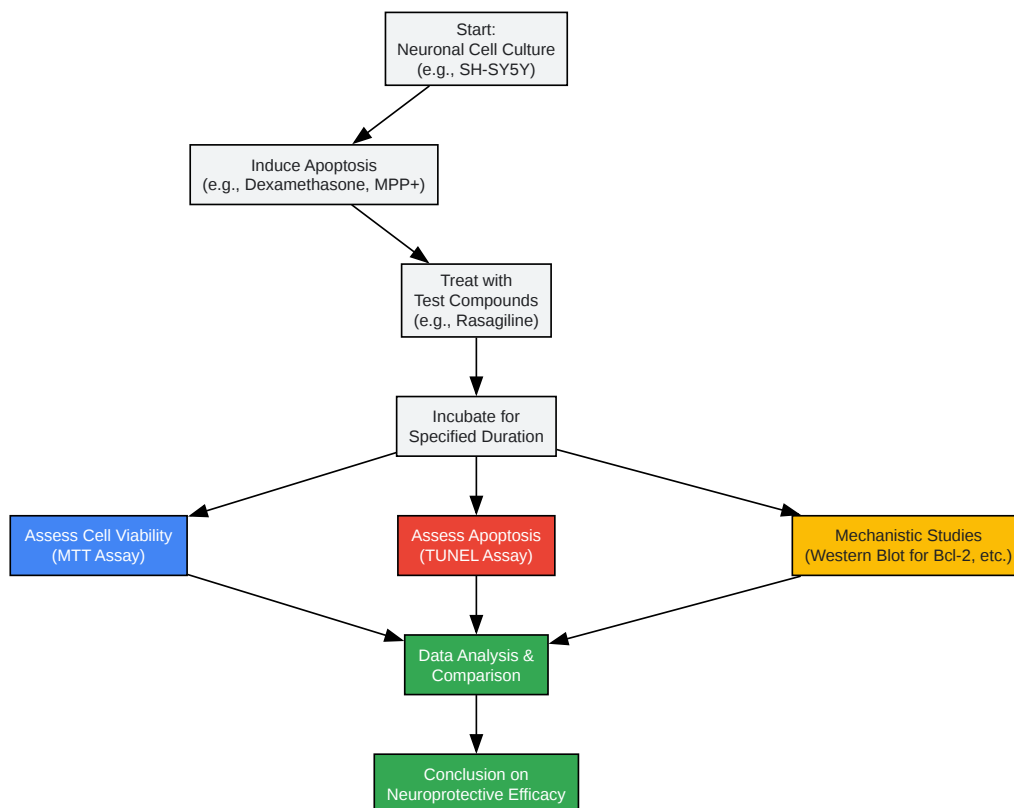 Start:
Neuronal Cell Culture
(e.g., SH-SY5Y)
Induce Apoptosis
(e.g., Dexamethasone, MPP+)
Treat with
Test Compounds
(e.g., Rasagiline)
Incubate for
Specified Duration
Assess Cell Viability
(MTT Assay)
Assess Apoptosis
(TUNEL Assay)
Mechanistic Studies
(Western Blot for Bcl-2, etc.)
Data Analysis &
Comparison
Conclusion on
Neuroprotective Efficacy